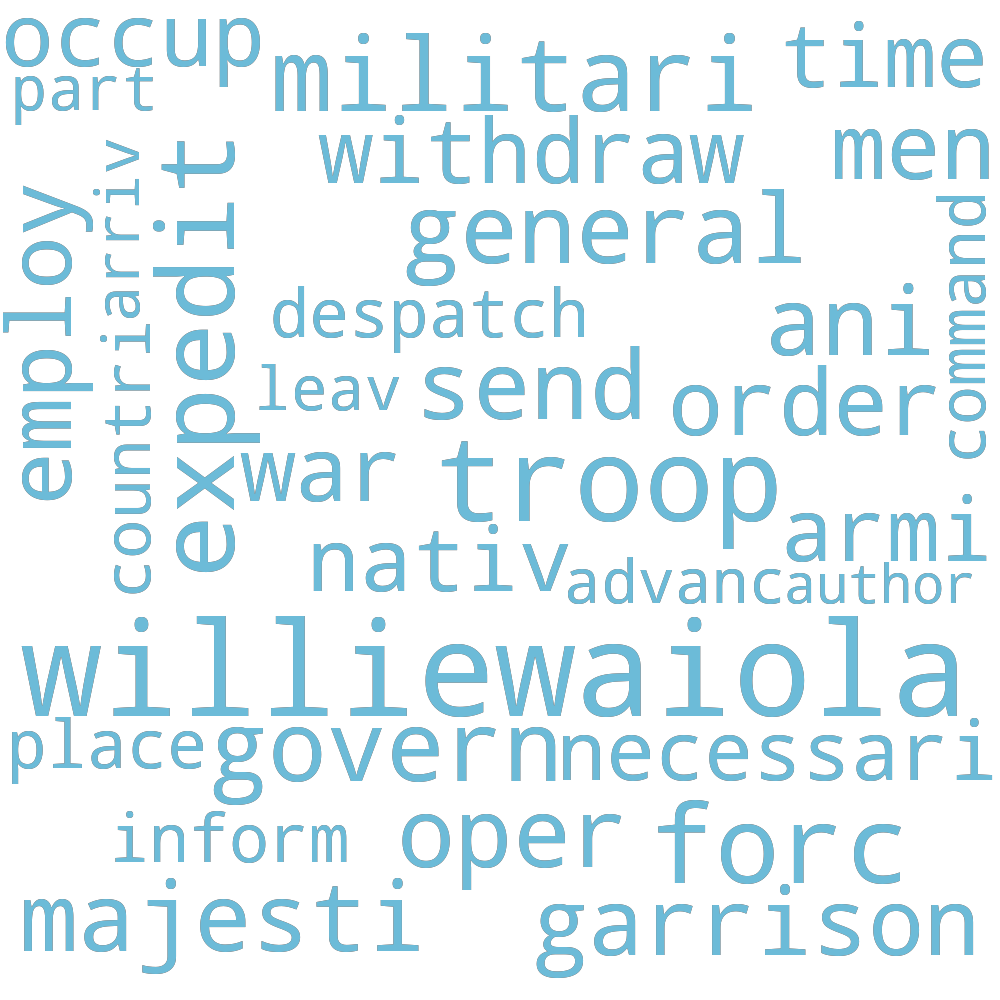 occup
militari
time
part
withdraw
men
employ
arriv
countri
expedit
general
command
despatch
ani
leav
send
order
war
troop
armi
nativ
advanc
author
williewaiola
place
govern
necessari
inform
oper
forc
majesti
garrison